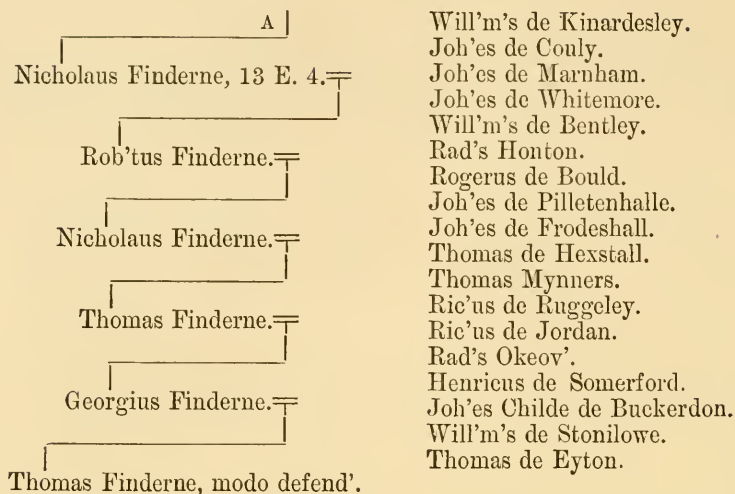 A
Nicholaus Finderne, 13 E. 4.
Rob'tus Finderne.
Nicholaus Finderne.
Thomas Finderne.
Georgius Finderne.
Thomas Finderne, modo defend'.
Will'm's de Kinardesley.
Joh'es de Couly.
Joh'es de Marnham.
Joh'es de Whitemore.
Will'm's de Bentley.
Rad's Honton.
Rogerus de Bould.
Joh'es de Pilletenhalle.
Joh'es de Frodeshall.
Thomas de Hexstall.
Thomas Mynners.
Ric'us de Ruggeley.
Ric'us de Jordan.
Rad's Okeov'.
Henricus de Somerford.
Joh'es Childe de Buckerdon.
Will'm's de Stonilowe.
Thomas de Eyton.